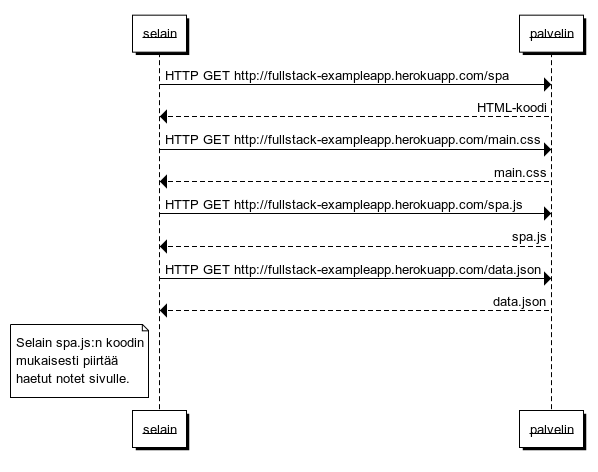 selain
palvelin
HTTP GET http://fullstack-exampleapp.herokuapp.com/spa
HTML-koodi
HTTP GET http://fullstack-exampleapp.herokuapp.com/main.css
main.css
HTTP GET http://fullstack-exampleapp.herokuapp.com/spa.js
spa.js
HTTP GET http://fullstack-exampleapp.herokuapp.com/data.json
data.json
Selain spa.js:n koodin
mukaisesti piirtää
haetut notet sivulle.
selain
palvelin